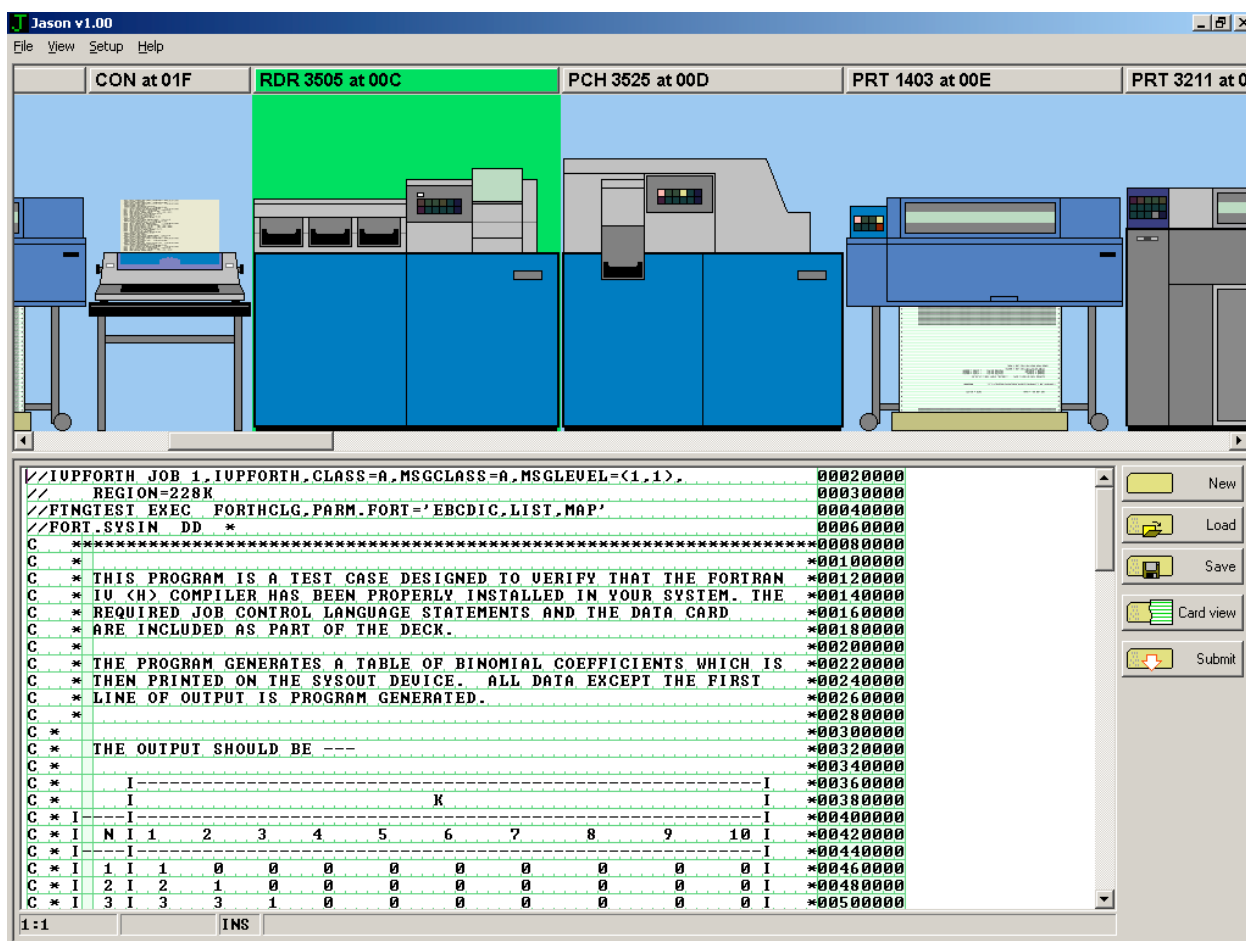 Jason v1.00
File View Setup Help
CON at 01F RDR 3505 at 00C PCH 3525 at 00D PRT 1403 at 00E PRT 3211 at 0
//IVPFORTH JOB 1,IVPFORTH,CLASS=A,MSGCLASS=A,MSGLEVEL=(1,1), 00020000
// REGION=228K 00030000
//FTNGTEST EXEC FORTHCLG,PARM.FORT='EBCDIC,LIST,MAP' 00040000
//FORT.SYSIN DD * 00060000
C *******************************************************************00080000
C * *00100000
C * THIS PROGRAM IS A TEST CASE DESIGNED TO VERIFY THAT THE FORTRAN *00120000
C * IV (H) COMPILER HAS BEEN PROPERLY INSTALLED IN YOUR SYSTEM. THE *00140000
C * REQUIRED JOB CONTROL LANGUAGE STATEMENTS AND THE DATA CARD *00160000
C * ARE INCLUDED AS PART OF THE DECK. *00180000
C * *00200000
C * THE PROGRAM GENERATES A TABLE OF BINOMIAL COEFFICIENTS WHICH IS *00220000
C * THEN PRINTED ON THE SYSOUT DEVICE. ALL DATA EXCEPT THE FIRST *00240000
C * LINE OF OUTPUT IS PROGRAM GENERATED. *00260000
C * *00280000
C * *00300000
C * THE OUTPUT SHOULD BE --- *00320000
C * *00340000
C * I---------------------------------------------------------I *00360000
C * I K I *00380000
C * I----I---------------------------------------------------------I *00400000
C * I N I 1 2 3 4 5 6 7 8 9 10 I *00420000
C * I----I---------------------------------------------------------I *00440000
C * I 1 I 1 0 0 0 0 0 0 0 0 0 I *00460000
C * I 2 I 2 1 0 0 0 0 0 0 0 0 I *00480000
C * I 3 I 3 3 1 0 0 0 0 0 0 0 I *00500000
New
Load
Save
Card view
Submit
1:1 INS